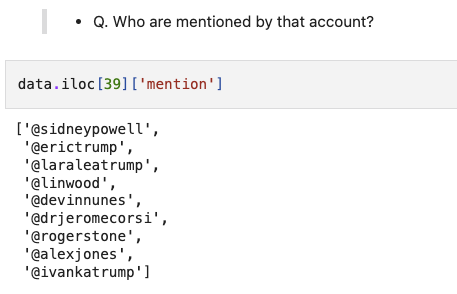 • Q. Who are mentioned by that account?
data.iloc[39]['mention']
['@sidneypowell',
'@erictrump',
'@laraleatrump',
'@linwood',
'@devinnunes',
'@drjeromecorsi',
'@rogerstone',
'@alexjones',
'@ivankatrump']